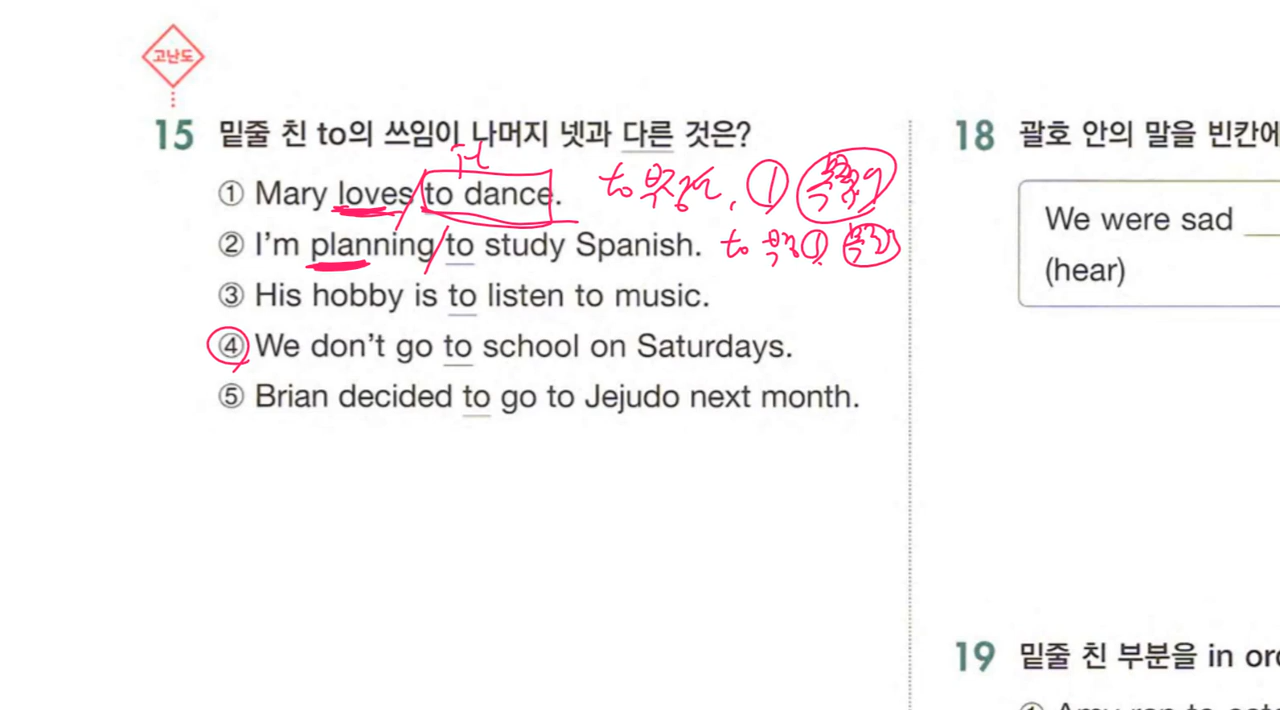 고난도
15 밑줄 친 to의 쓰임이 나머지 넷과 다른 것은?
① Mary loves to dance.
② I'm planning to study Spanish.
③ His hobby is to listen to music.
④ We don't go to school on Saturdays.
⑤ Brian decided to go to Jejudo next month.
to ①
to ①
18 괄호 안의 말을 빈칸에
We were sad
(hear)
19 밑줄 친 부분을 in